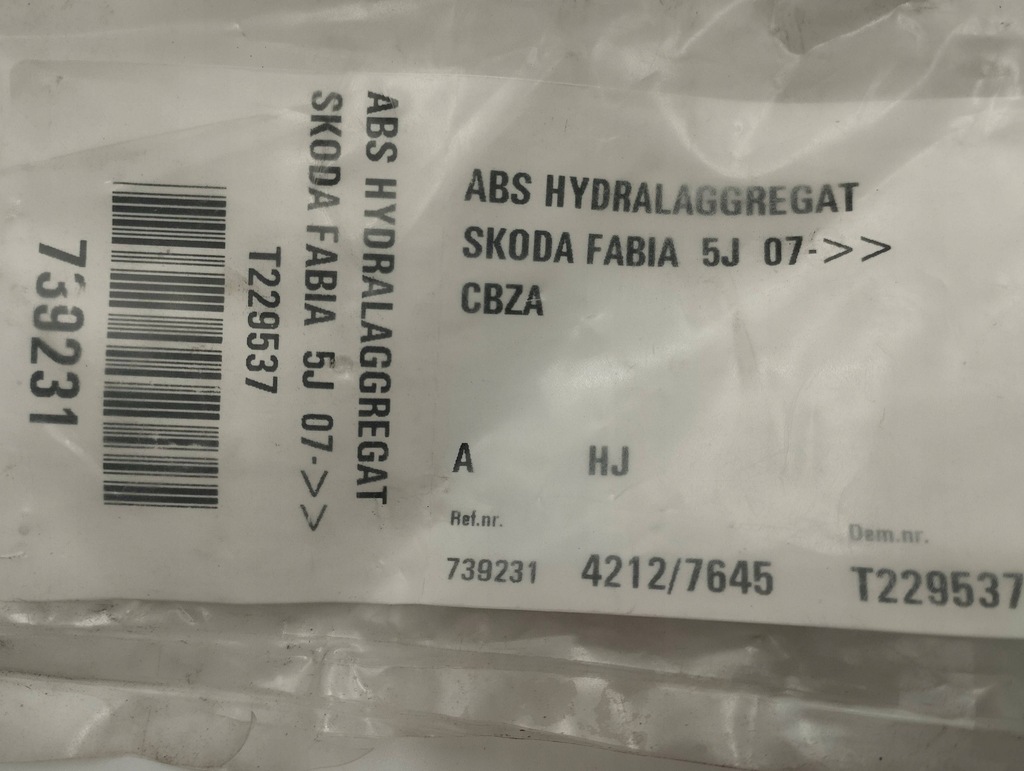 ABS HYDRALAGGREGAT
SKODA FABIA 5J 07->>
T229537
739231
ABS HYDRALAGGREGAT
SKODA FABIA 5J 07->>
CBZA
A HJ
Ref.nr. Dem.nr.
739231 4212/7645 T229537